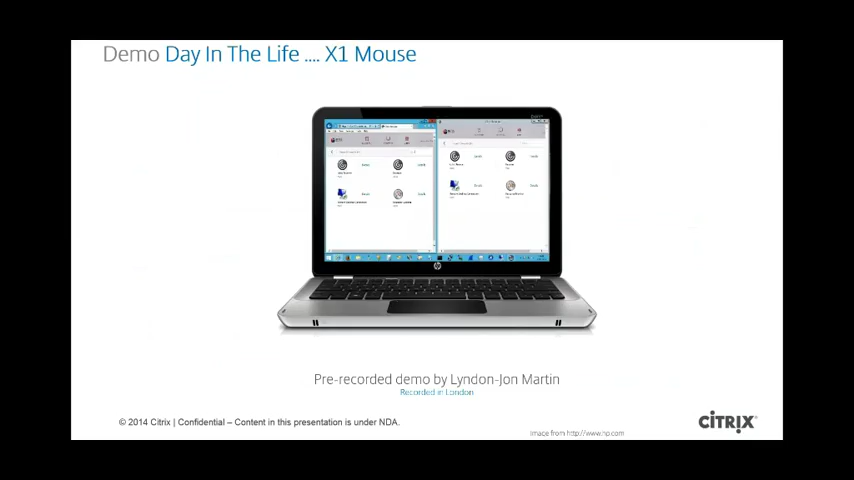 Demo Day In The Life .... X1 Mouse
Pre-recorded demo by Lyndon-Jon Martin
Recorded in London
© 2014 Citrix | Confidential – Content in this presentation is under NDA.
CITRIX
Image from http://www.hp.com